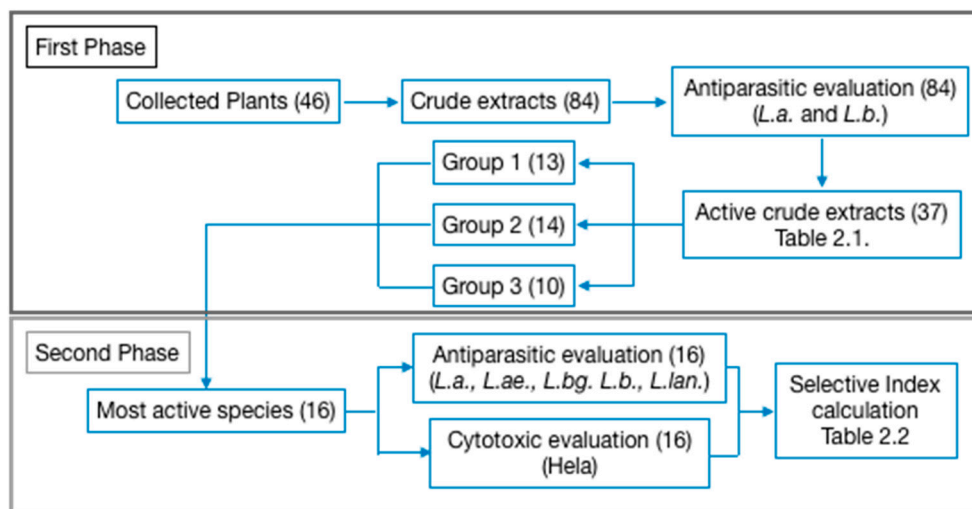 First Phase
Collected Plants (46)
Crude extracts (84)
Antiparasitic evaluation (84)
(L.a. and L.b.)
Group 1 (13)
Group 2 (14)
Group 3 (10)
Active crude extracts (37)
Table 2.1.
Second Phase
Most active species (16)
Antiparasitic evaluation (16)
(L.a., L.ae., L.bg. L.b., L.lan.)
Cytotoxic evaluation (16)
(Hela)
Selective Index
calculation
Table 2.2